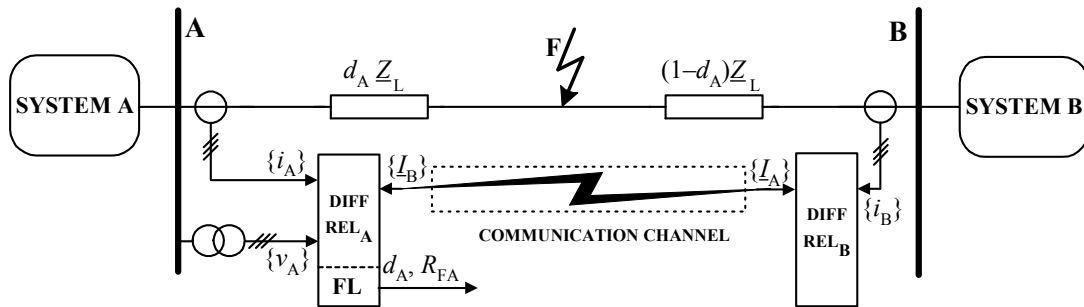 A
B
F
d_A Z_L
(1–d_A)Z_L
SYSTEM A
SYSTEM B
{i_A}
{I_B}
{I_A}
{i_B}
DIFF
REL_A
DIFF
REL_B
COMMUNICATION CHANNEL
{v_A}
FL
d_A, R_FA